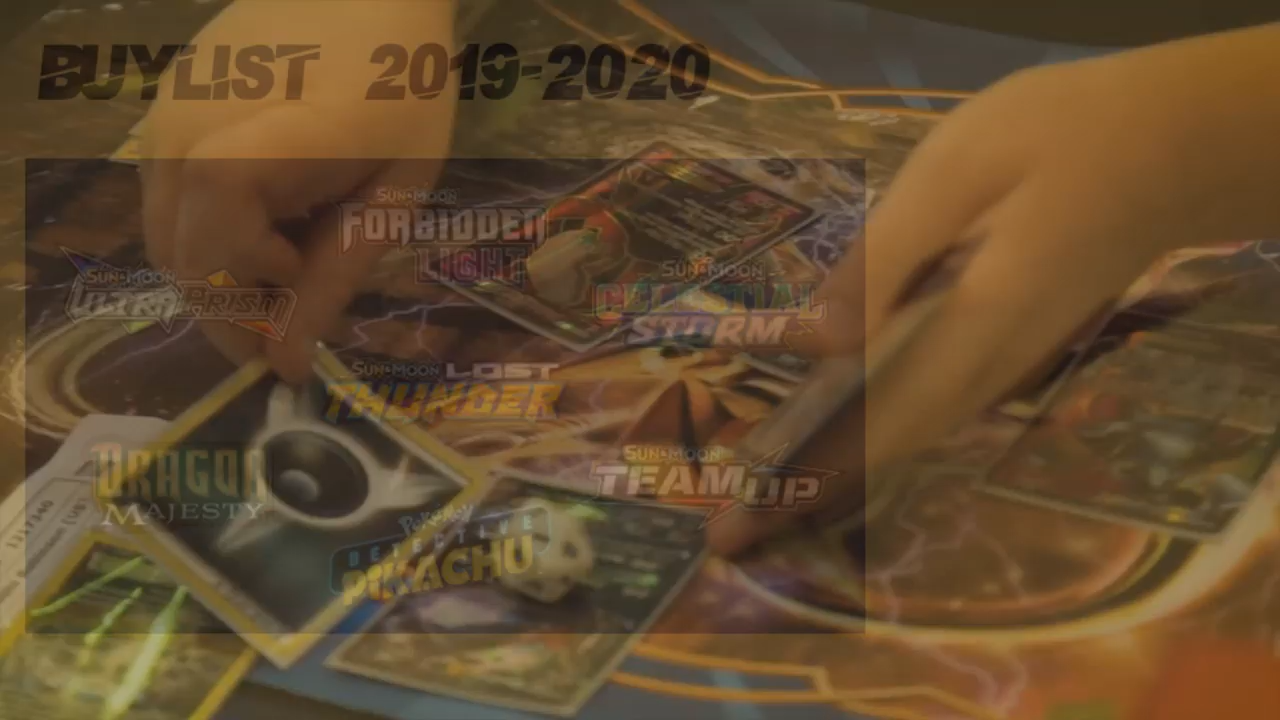 BUYLIST 2019-2020
SUN & MOON
FORBIDDEN
LIGHT
SUN & MOON
ULTRA PRISM
SUN & MOON
CELESTIAL
STORM
SUN & MOON LOST
THUNDER
DRAGON
MAJESTY
SUN & MOON
TEAM UP
POKÉMON
DETECTIVE
PIKACHU